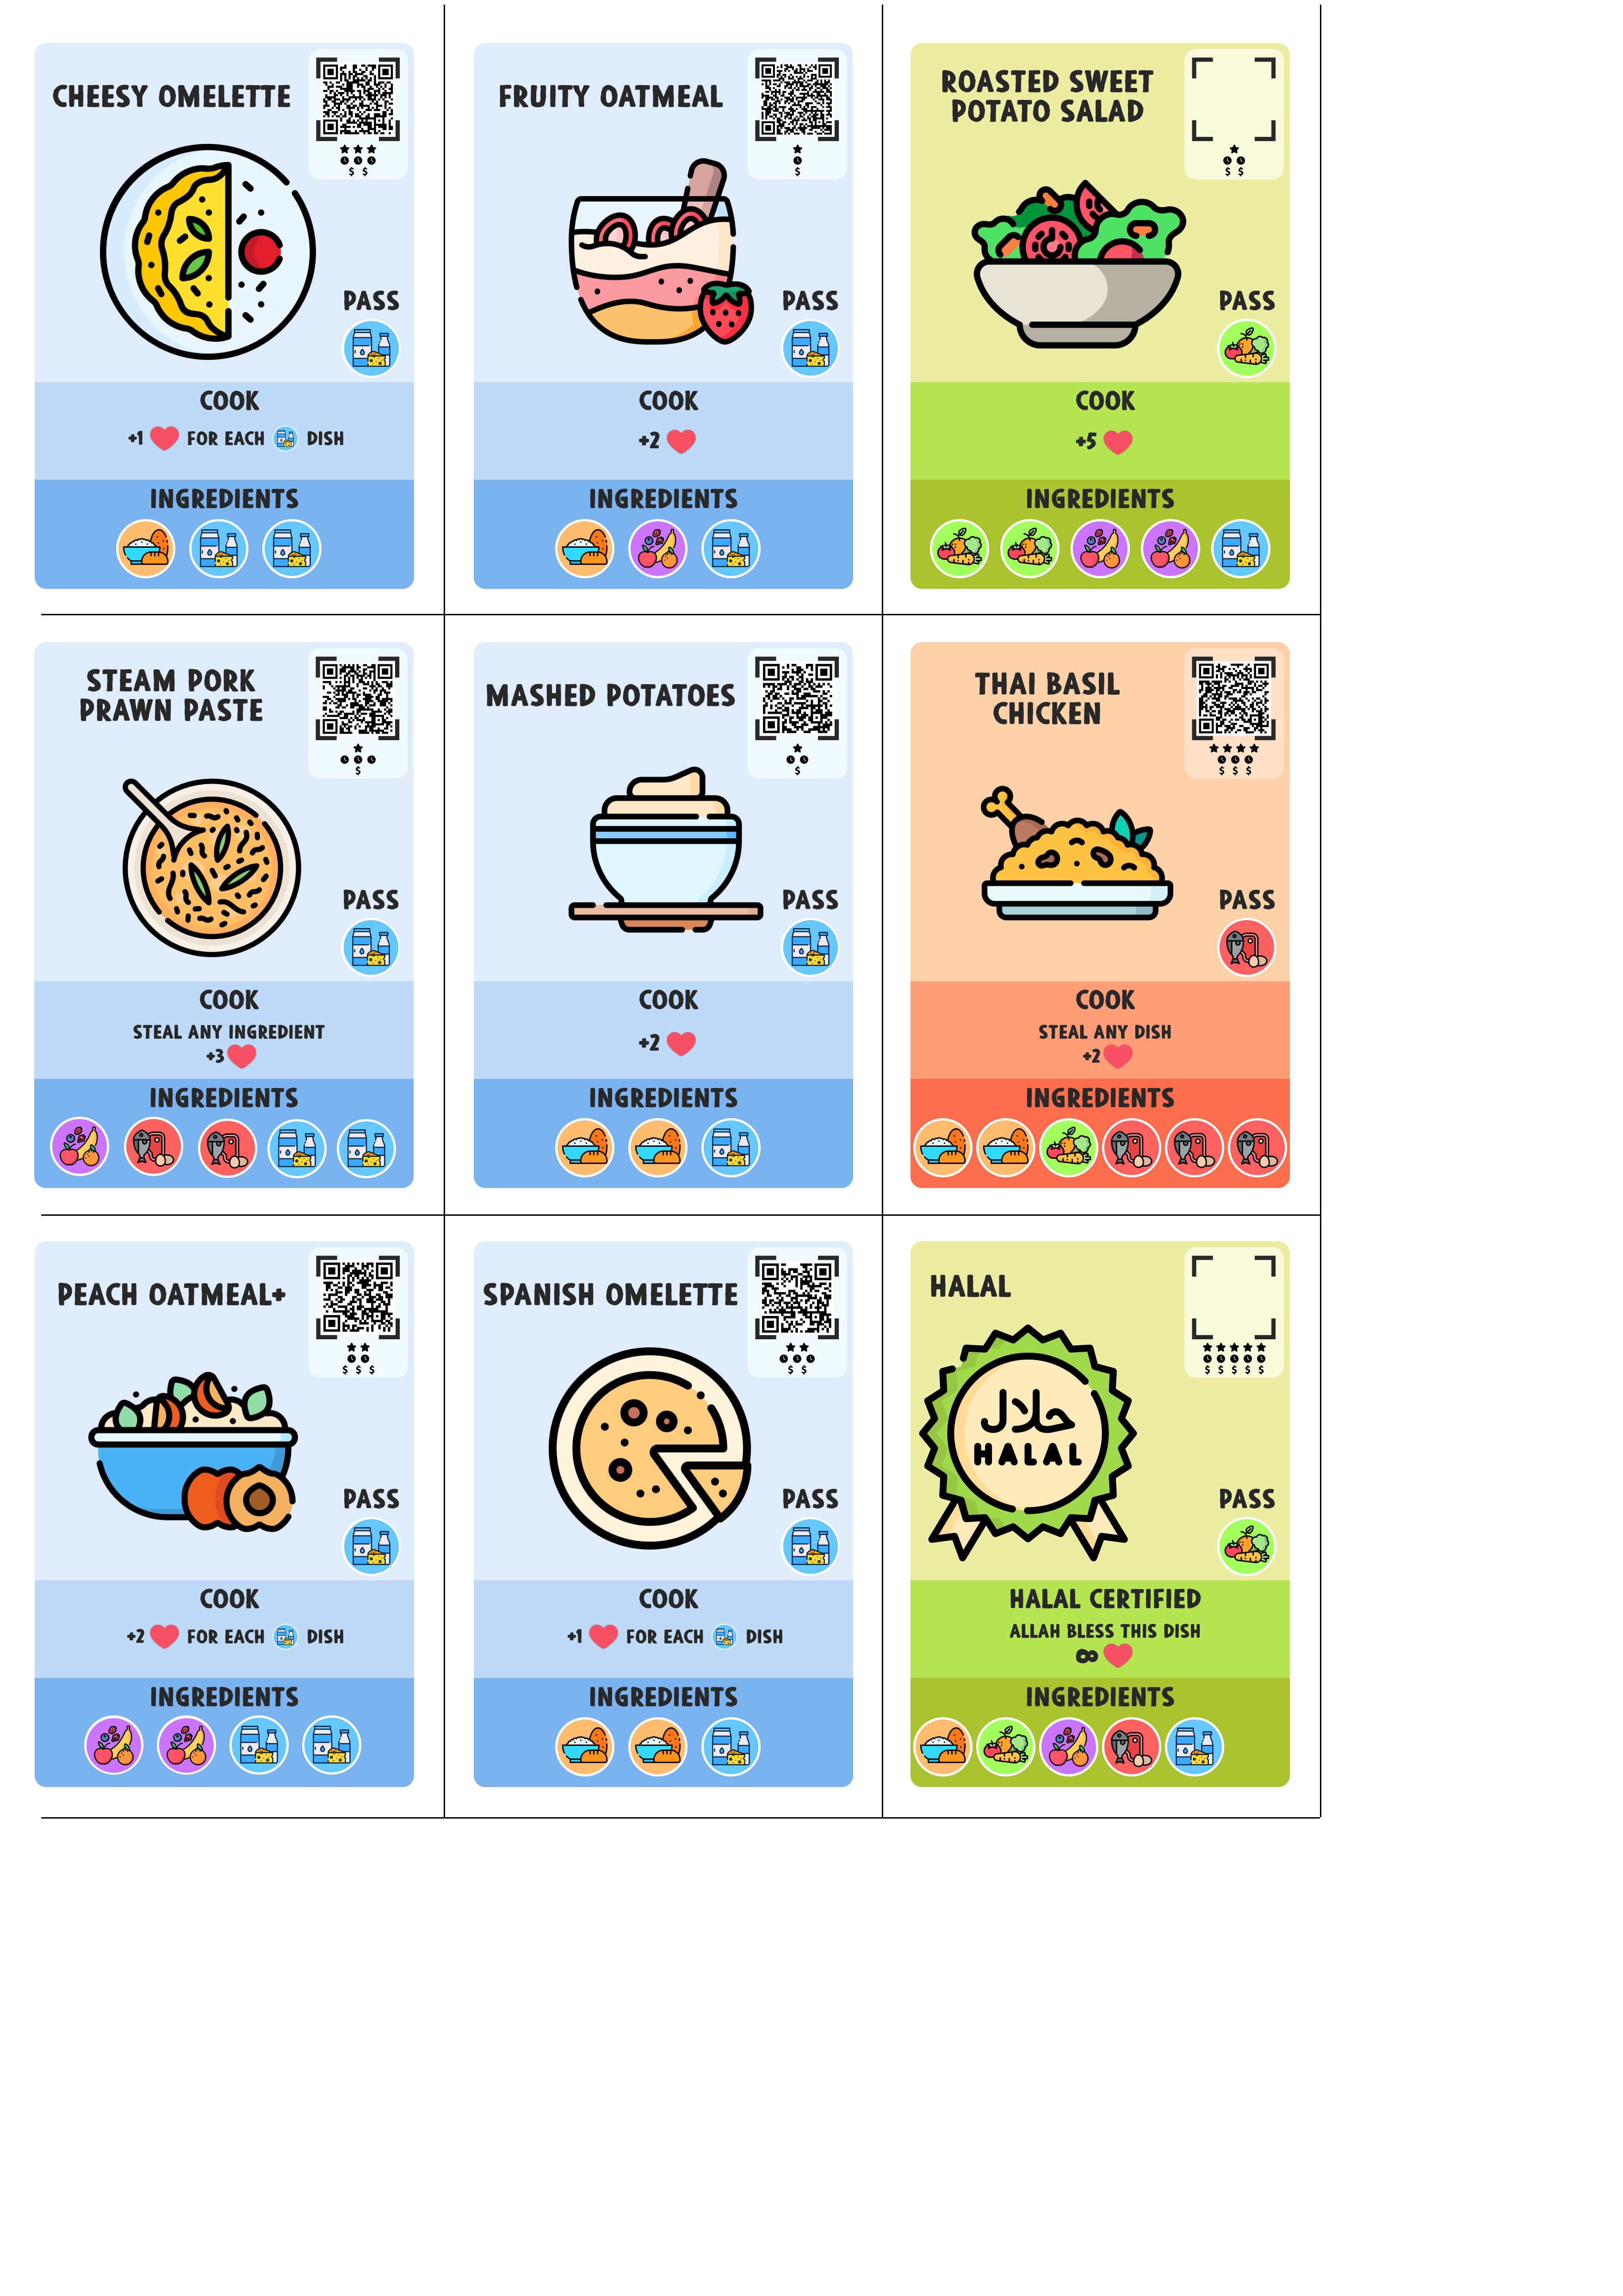 CHEESY OMELETTE
PASS
COOK
+1 FOR EACH DISH
INGREDIENTS
FRUITY OATMEAL
PASS
COOK
+2
INGREDIENTS
ROASTED SWEET
POTATO SALAD
PASS
COOK
+5
INGREDIENTS
STEAM PORK
PRAWN PASTE
PASS
COOK
STEAL ANY INGREDIENT
+3
INGREDIENTS
MASHED POTATOES
PASS
COOK
+2
INGREDIENTS
THAI BASIL
CHICKEN
PASS
COOK
STEAL ANY DISH
+2
INGREDIENTS
PEACH OATMEAL+
PASS
COOK
+2 FOR EACH DISH
INGREDIENTS
SPANISH OMELETTE
PASS
COOK
+1 FOR EACH DISH
INGREDIENTS
HALAL
حلال
HALAL
PASS
HALAL CERTIFIED
ALLAH BLESS THIS DISH
∞
INGREDIENTS